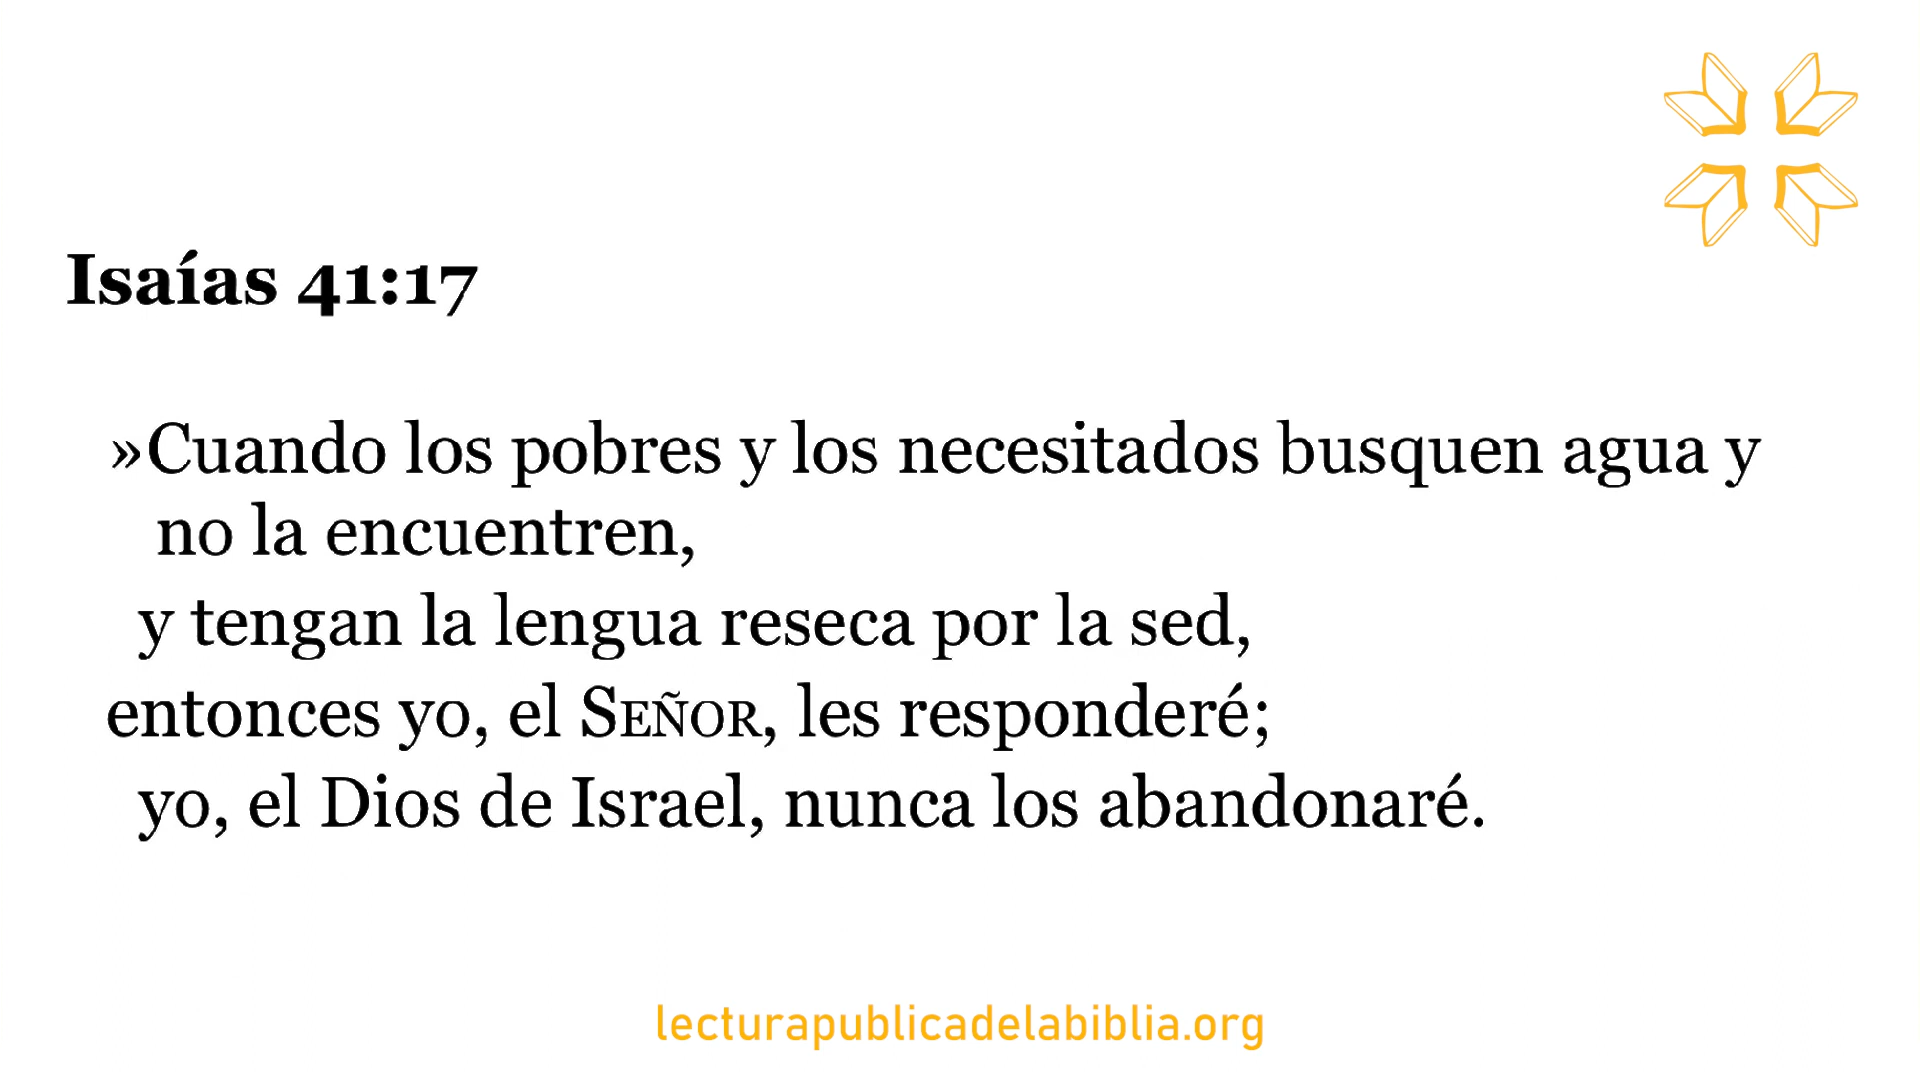 Isaías 41:17
»Cuando los pobres y los necesitados busquen agua y
no la encuentren,
y tengan la lengua reseca por la sed,
entonces yo, el SEÑOR, les responderé;
yo, el Dios de Israel, nunca los abandonaré.
lecturapublicadelabiblia.org